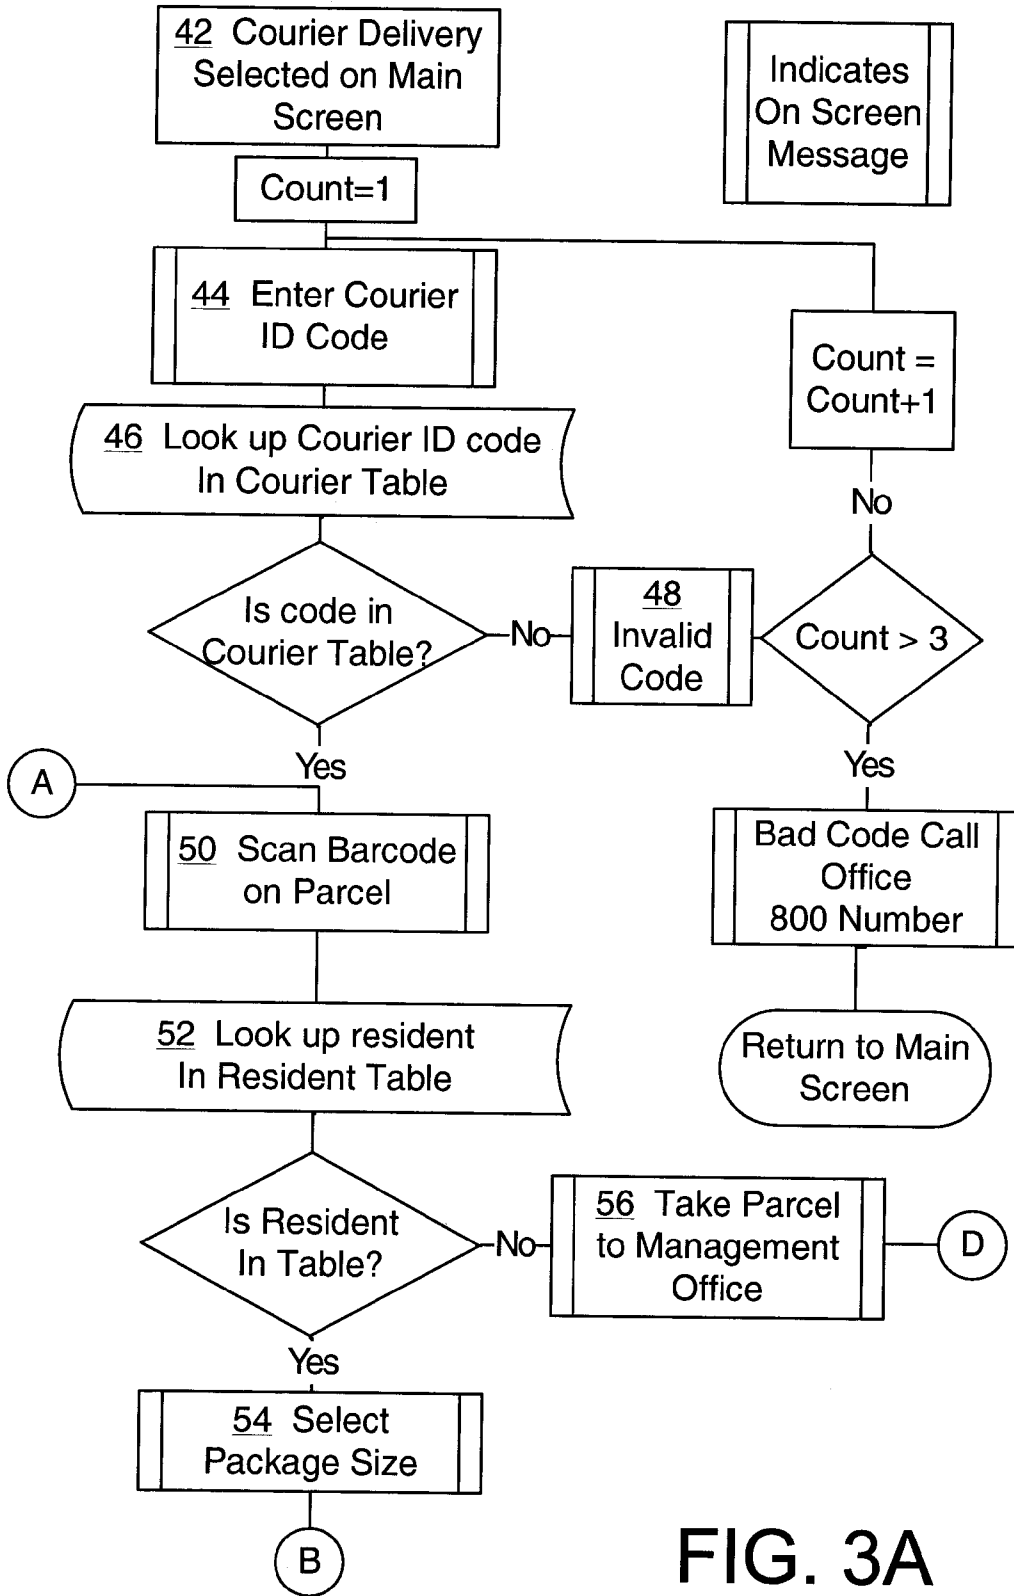 42 Courier Delivery
Selected on Main
Screen
Indicates
On Screen
Message
Count=1
44 Enter Courier
ID Code
Count =
Count+1
46 Look up Courier ID code
In Courier Table
No
Is code in
Courier Table?
No
48
Invalid
Code
Count > 3
Yes
Yes
A
50 Scan Barcode
on Parcel
Bad Code Call
Office
800 Number
52 Look up resident
In Resident Table
Return to Main
Screen
Is Resident
In Table?
No
56 Take Parcel
to Management
Office
D
Yes
54 Select
Package Size
B
FIG. 3A